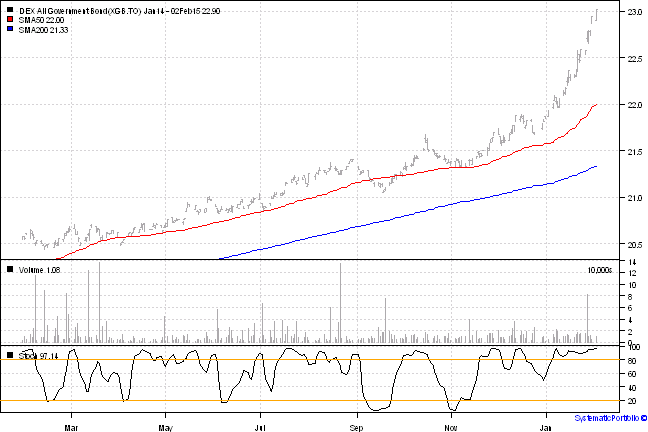 DEX All Government Bond(XGB.TO) Jan14 - 02Feb15 22.90
SMA50 22.00
SMA200 21.33
23.0
22.5
22.0
21.5
21.0
20.5
Volume 1.08
10,000s
14
12
10
8
6
4
2
0
Stoch 97.14
100
80
60
40
20
Mar May Jul Sep Nov Jan
SystematicPortfolio ©